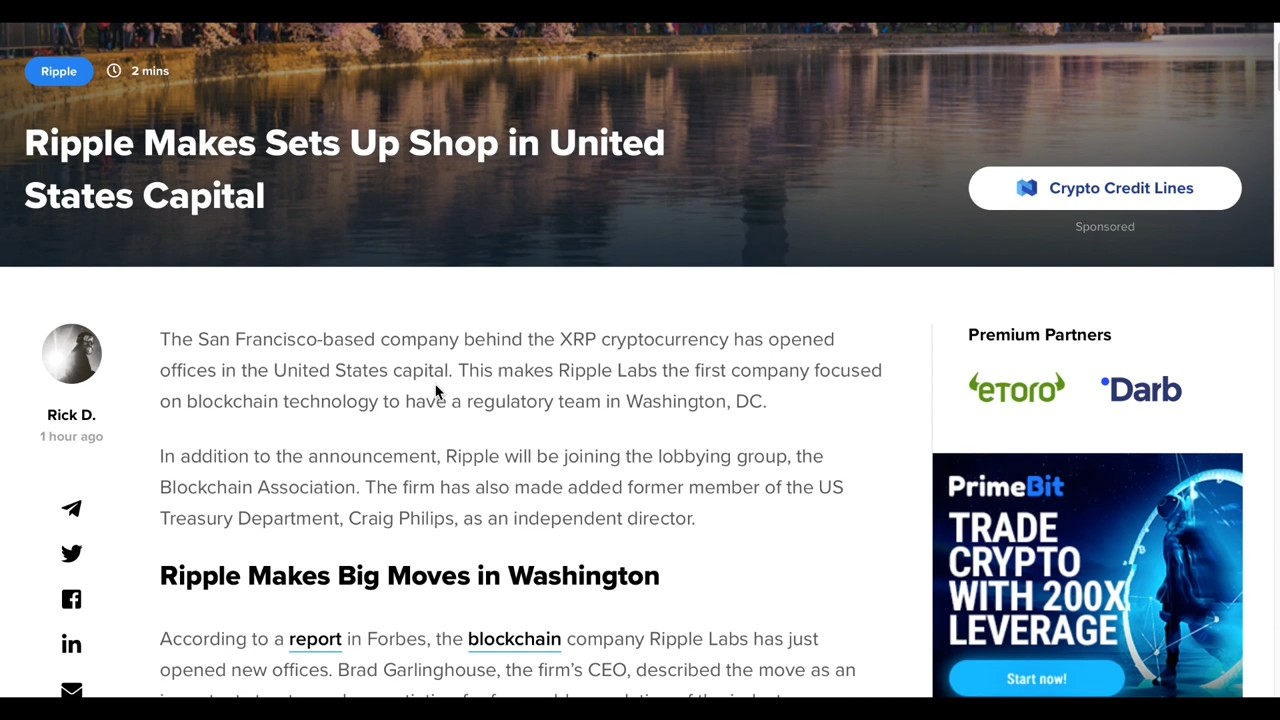 Ripple
2 mins
Ripple Makes Sets Up Shop in United
States Capital
Crypto Credit Lines
Sponsored
Rick D.
1 hour ago
The San Francisco-based company behind the XRP cryptocurrency has opened
offices in the United States capital. This makes Ripple Labs the first company focused
on blockchain technology to have a regulatory team in Washington, DC.
In addition to the announcement, Ripple will be joining the lobbying group, the
Blockchain Association. The firm has also made added former member of the US
Treasury Department, Craig Philips, as an independent director.
Ripple Makes Big Moves in Washington
According to a report in Forbes, the blockchain company Ripple Labs has just
opened new offices. Brad Garlinghouse, the firm's CEO, described the move as an
Premium Partners
eToro
Darb
PrimeBit
TRADE
CRYPTO
WITH 200X
LEVERAGE
Start now!